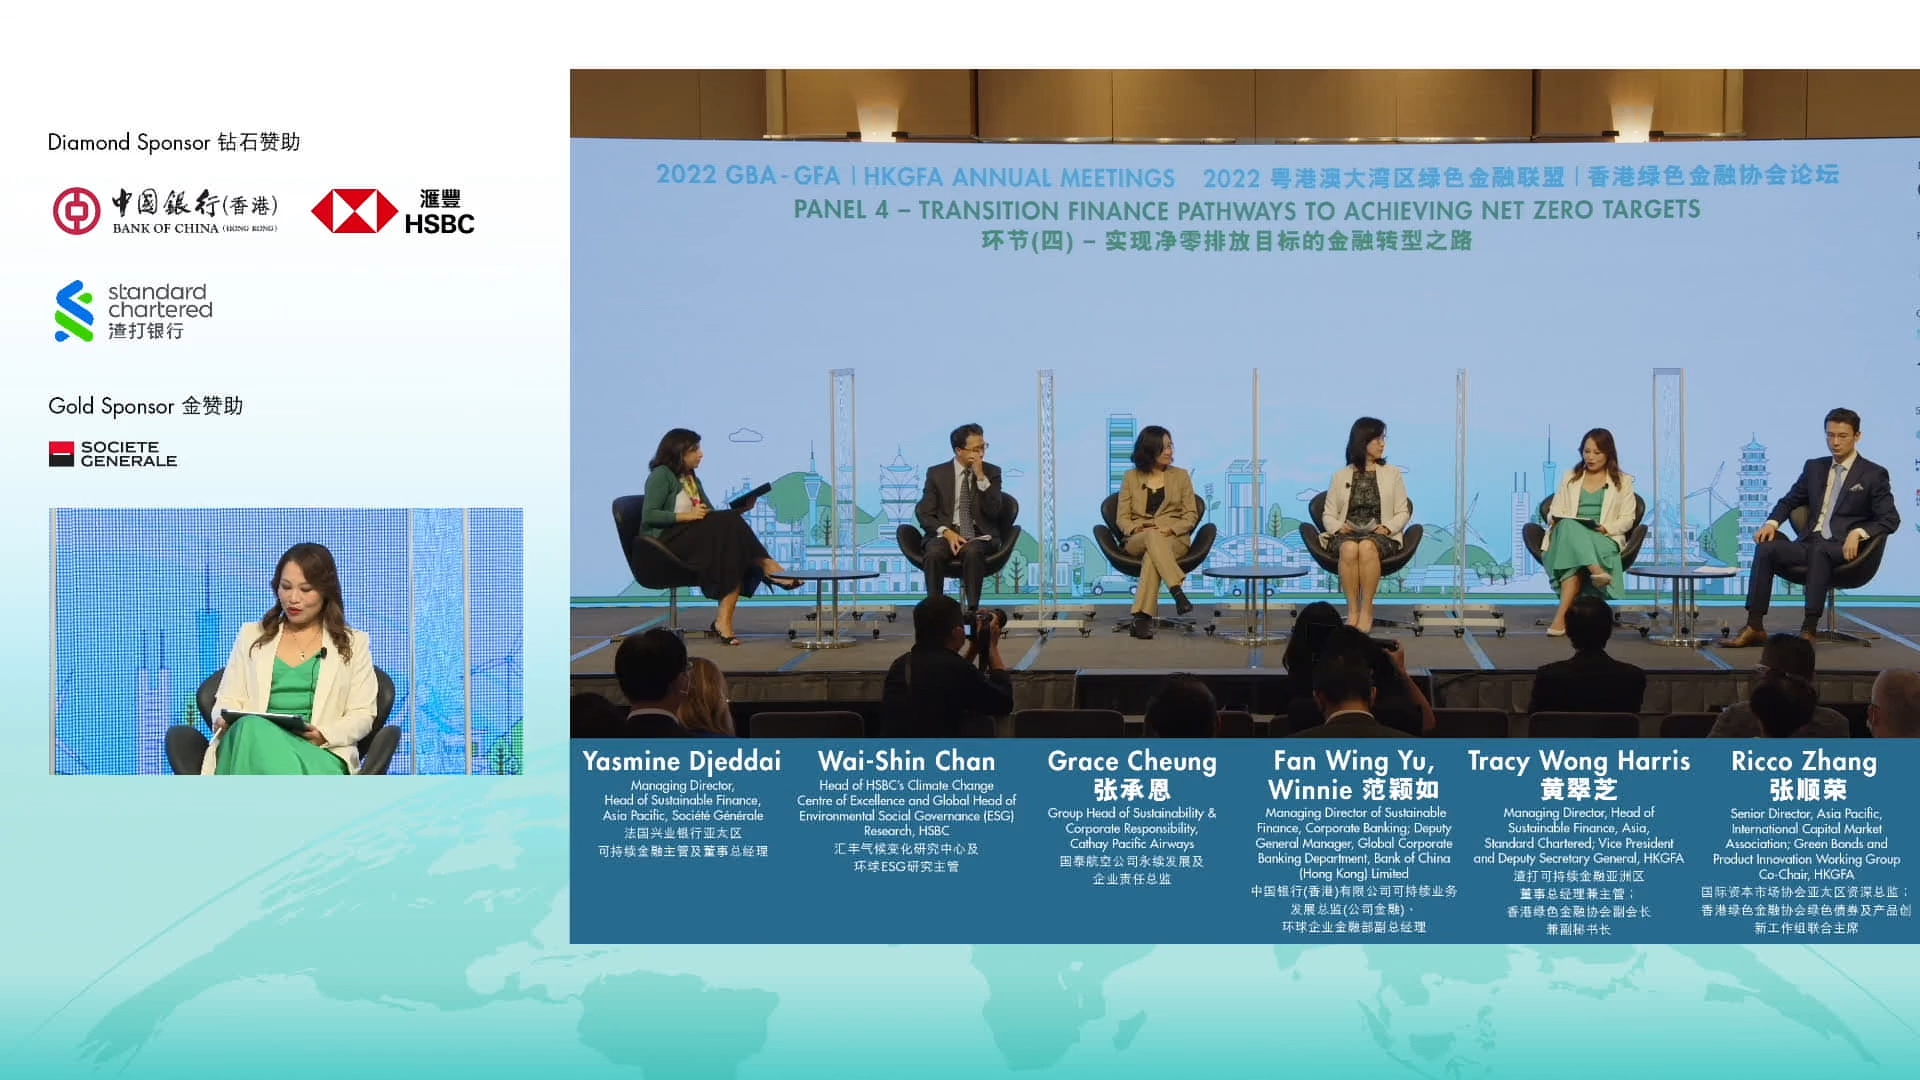 Diamond Sponsor 钻石赞助
中国銀行(香港)
BANK OF CHINA (HONG KONG)
滙豐
HSBC
standard
chartered
渣打银行
Gold Sponsor 金赞助
SOCIETE
GENERALE
2022 GBA-GFA | HKGFA ANNUAL MEETINGS 2022 粤港澳大湾区绿色金融联盟 | 香港绿色金融协会论坛
PANEL 4 – TRANSITION FINANCE PATHWAYS TO ACHIEVING NET ZERO TARGETS
环节(四) – 实现净零排放目标的金融转型之路
Yasmine Djeddai
Managing Director,
Head of Sustainable Finance,
Asia Pacific, Société Générale
法国兴业银行亚太区
可持续金融主管及董事总经理
Wai-Shin Chan
Head of HSBC's Climate Change
Centre of Excellence and Global Head of
Environmental Social Governance (ESG)
Research, HSBC
汇丰气候变化研究中心及
环球ESG研究主管
Grace Cheung
张承恩
Group Head of Sustainability &
Corporate Responsibility,
Cathay Pacific Airways
国泰航空公司永续发展及
企业责任总监
Fan Wing Yu,
Winnie 范颖如
Managing Director of Sustainable
Finance, Corporate Banking; Deputy
General Manager, Global Corporate
Banking Department, Bank of China
(Hong Kong) Limited
中国银行(香港)有限公司可持续业务
发展总监(公司金融)、
环球企业金融部副总经理
Tracy Wong Harris
黄翠芝
Managing Director, Head of
Sustainable Finance, Asia,
Standard Chartered; Vice President
and Deputy Secretary General, HKGFA
渣打可持续金融亚洲区
董事总经理兼主管；
香港绿色金融协会副会长
兼副秘书长
Ricco Zhang
张顺荣
Senior Director, Asia Pacific,
International Capital Market
Association; Green Bonds and
Product Innovation Working Group
Co-Chair, HKGFA
国际资本市场协会亚太区资深总监；
香港绿色金融协会绿色债券及产品创
新工作组联合主席